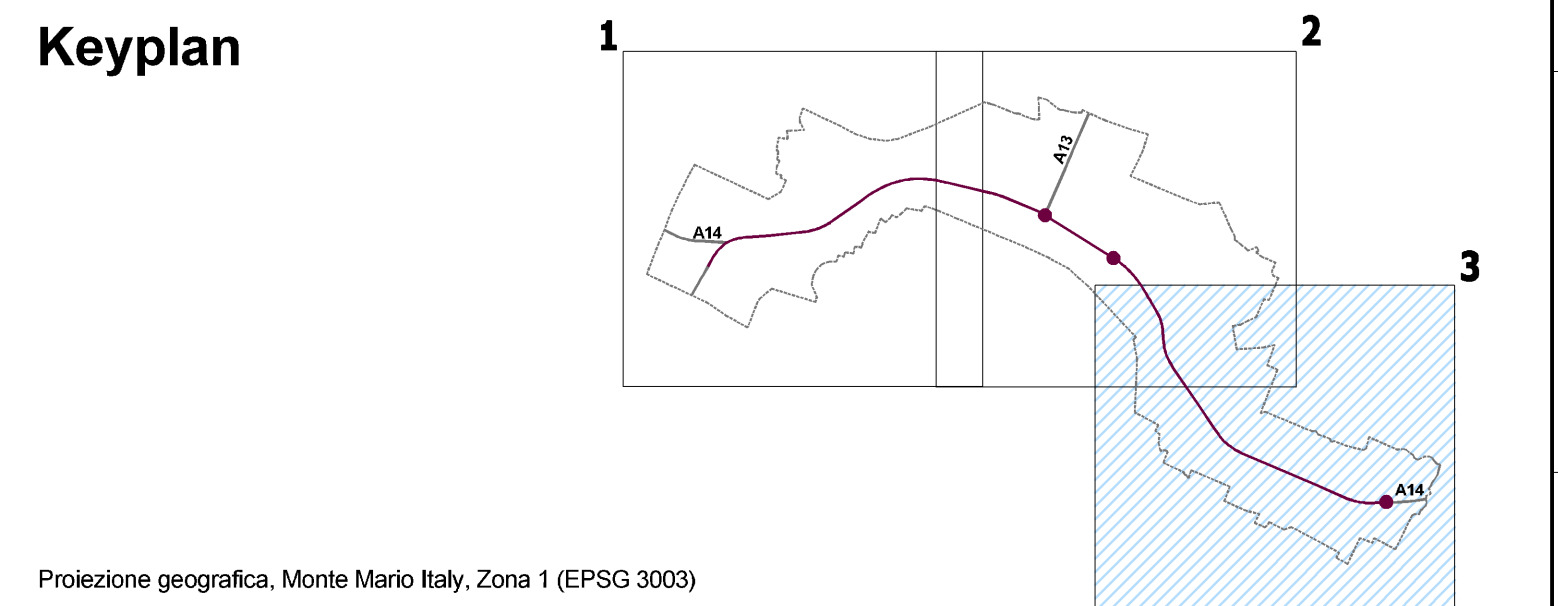 Keyplan
1
2
A13
A14
3
A14
Proiezione geografica, Monte Mario Italy, Zona 1 (EPSG 3003)